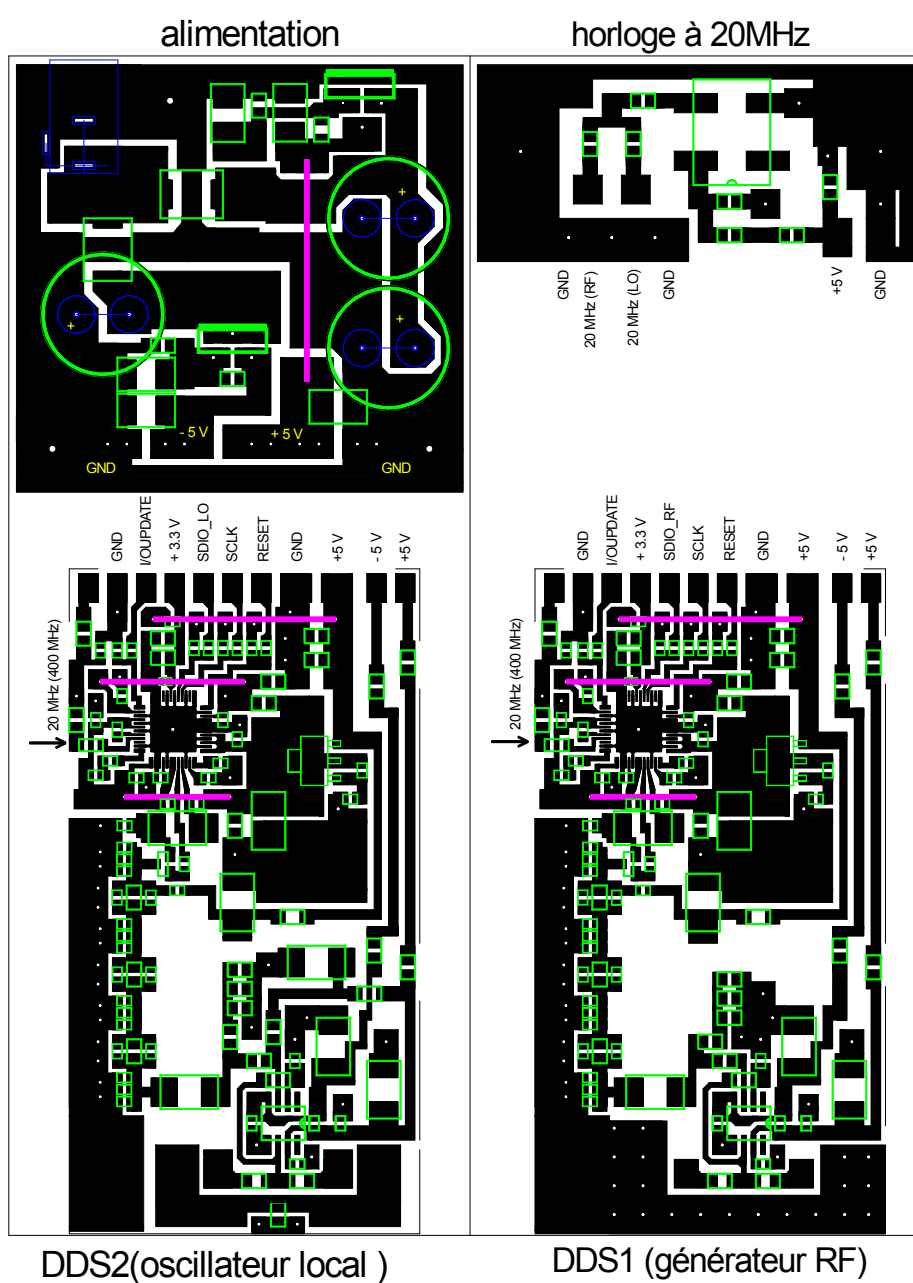 alimentation
horloge à 20MHz
+
+
+
- 5 V
+ 5 V
GND
GND
GND
20 MHz (RF)
20 MHz (LO)
GND
+5 V
GND
GND
I/OUPDATE
+ 3.3 V
SDIO_LO
SCLK
RESET
GND
+5 V
- 5 V
+5 V
20 MHz (400 MHz)
GND
I/OUPDATE
+ 3.3 V
SDIO_RF
SCLK
RESET
GND
+5 V
- 5 V
+5 V
20 MHz (400 MHz)
DDS2(oscillateur local )
DDS1 (générateur RF)